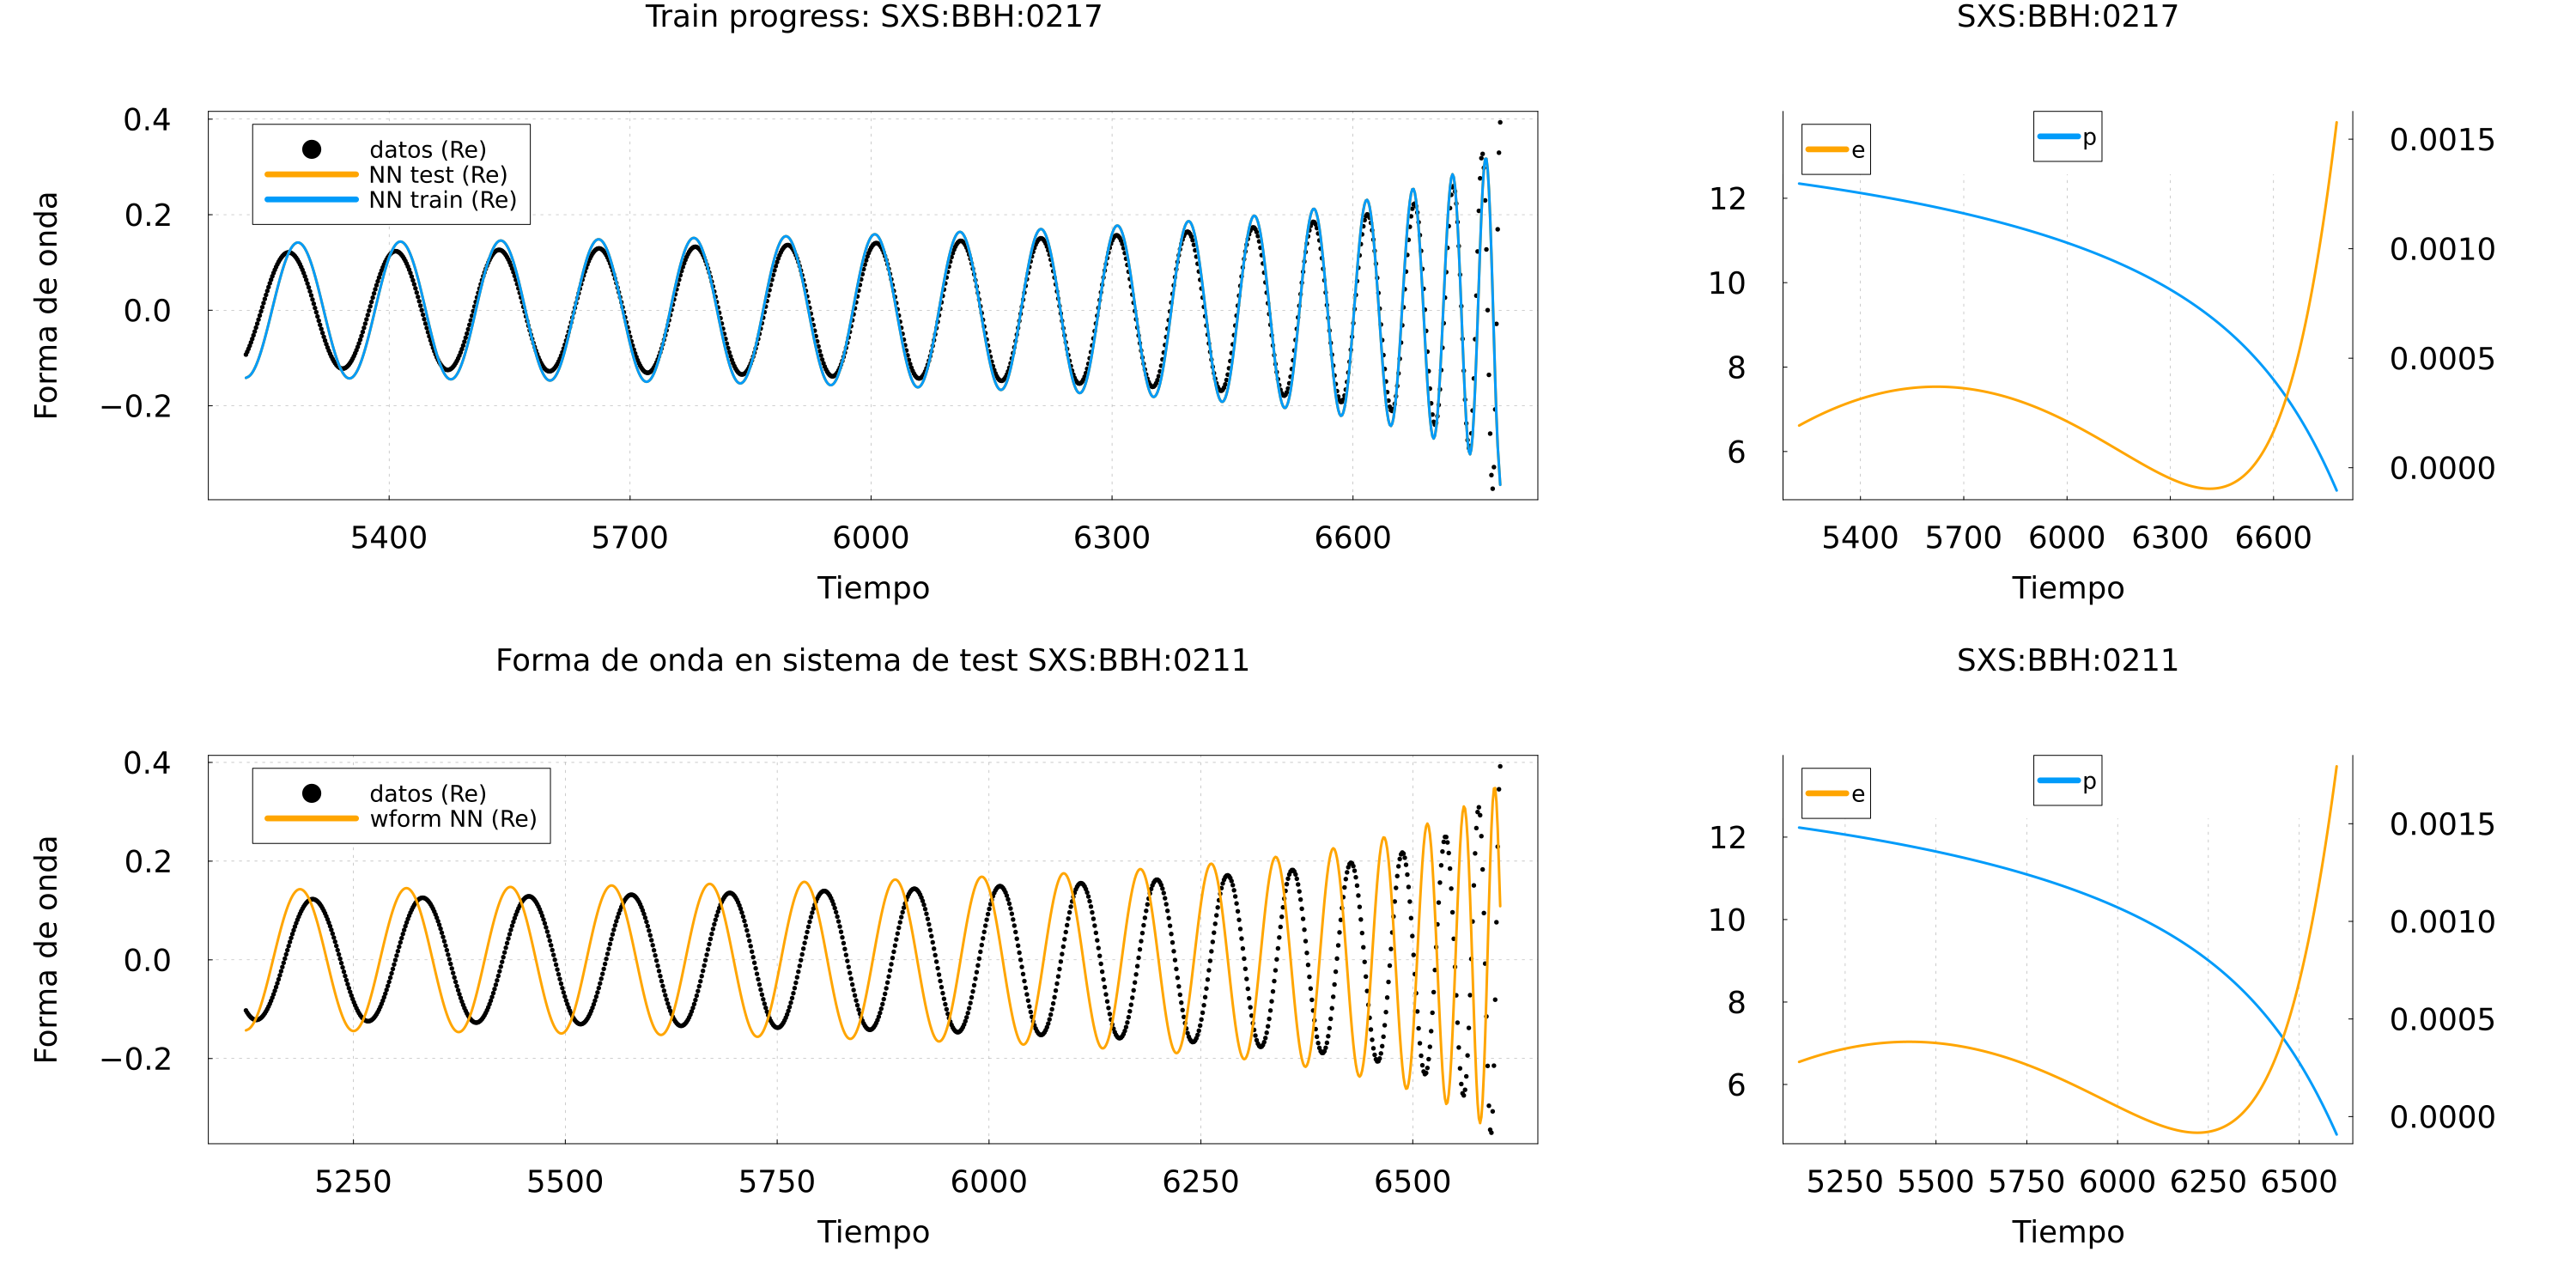 Train progress: SXS:BBH:0217
Forma de onda
0.4
0.2
0.0
−0.2
datos (Re)
NN test (Re)
NN train (Re)
5400 5700 6000 6300 6600
Tiempo
SXS:BBH:0217
12
10
8
6
e
p
0.0015
0.0010
0.0005
0.0000
5400 5700 6000 6300 6600
Tiempo
Forma de onda en sistema de test SXS:BBH:0211
Forma de onda
0.4
0.2
0.0
−0.2
datos (Re)
wform NN (Re)
5250 5500 5750 6000 6250 6500
Tiempo
SXS:BBH:0211
12
10
8
6
e
p
0.0015
0.0010
0.0005
0.0000
5250 5500 5750 6000 6250 6500
Tiempo